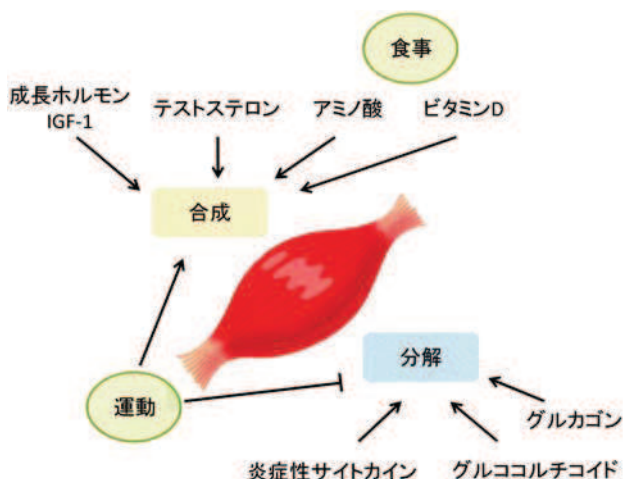 食事
成長ホルモン
IGF-1
テストステロン
アミノ酸
ビタミンD
合成
分解
運動
グルカゴン
炎症性サイトカイン
グルココルチコイド